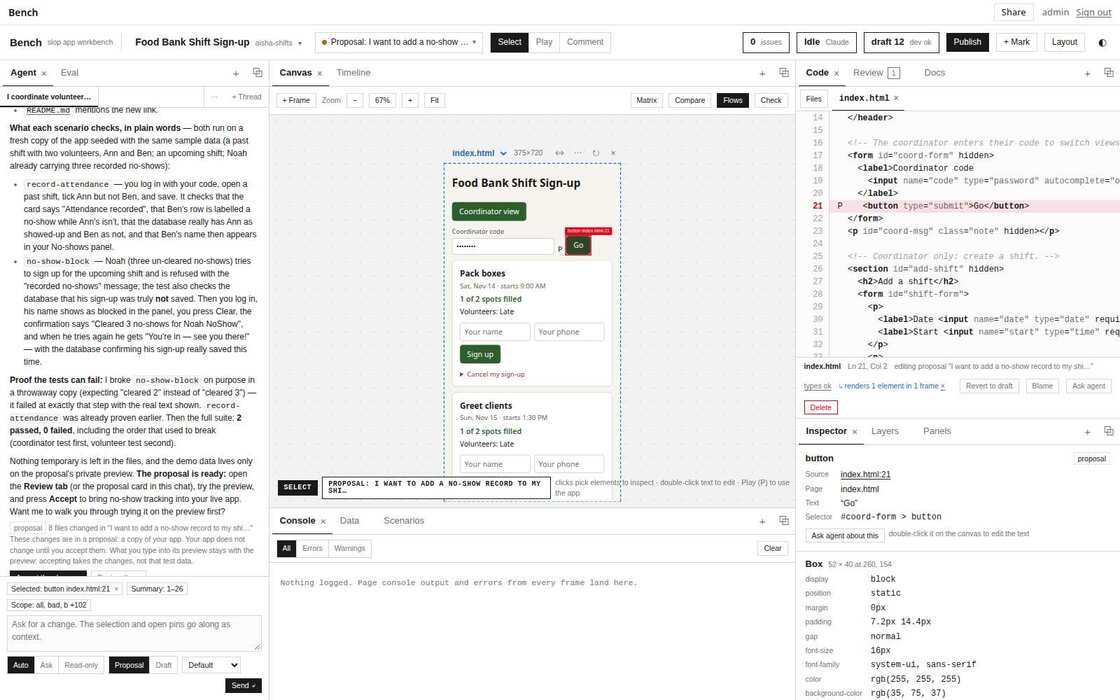 Bench
Share admin Sign out
Bench slop app workbench Food Bank Shift Sign-up aisha-shifts ▾ Proposal: I want to add a no-show … ▾ Select Play Comment 0 issues Idle Claude draft 12 dev ok Publish + Mark Layout
Agent × Eval +
I coordinate volunteer… ··· + Thread
README.md mentions the new link.
What each scenario checks, in plain words — both run on a
fresh copy of the app seeded with the same sample data (a past
shift with two volunteers, Ann and Ben; an upcoming shift; Noah
already carrying three recorded no-shows):
• record-attendance — you log in with your code, open a
past shift, tick Ann but not Ben, and save. It checks that the
card says "Attendance recorded", that Ben's row is labelled a
no-show while Ann's isn't, that the database really has Ann as
showed-up and Ben as not, and that Ben's name then appears
in your No-shows panel.
• no-show-block — Noah (three un-cleared no-shows) tries
to sign up for the upcoming shift and is refused with the
"recorded no-shows" message; the test also checks the
database that his sign-up was truly not saved. Then you log in,
his name shows as blocked in the panel, you press Clear, the
confirmation says "Cleared 3 no-shows for Noah NoShow",
and when he tries again he gets "You're in — see you there!"
— with the database confirming his sign-up really saved this
time.
Proof the tests can fail: I broke no-show-block on purpose in
a throwaway copy (expecting "cleared 2" instead of "cleared 3") —
it failed at exactly that step with the real text shown. record-
attendance was already proven earlier. Then the full suite: 2
passed, 0 failed, including the order that used to break
(coordinator test first, volunteer test second).
Nothing temporary is left in the files, and the demo data lives
only on the proposal's private preview. The proposal is ready: open
the Review tab (or the proposal card in this chat), try the
preview, and press Accept to bring no-show tracking into your live app.
Want me to walk you through trying it on the preview first?
proposal 8 files changed in "I want to add a no-show record to my shi…"
These changes are in a proposal: a copy of your app. Your app does not
change until you accept them. What you type into its preview stays with the
preview: accepting takes the changes, not that test data.
Selected: button index.html:21 × Summary: 1–26
Scope: all, bad, b +102
Ask for a change. The selection and open pins go along as
context.
Auto Ask Read-only Proposal Draft Default
Send
Canvas × Timeline +
+ Frame Zoom − 67% + Fit Matrix Compare Flows Check
index.html 375×720 ⇔ ··· ↻ ×
Food Bank Shift Sign-up
Coordinator view
Coordinator code
button index.html:21
•••••••• P Go
Pack boxes
Sat, Nov 14 · starts 9:00 AM
1 of 2 spots filled
Volunteers: Late
Your name Your phone
Sign up
▸ Cancel my sign-up
Greet clients
Sun, Nov 15 · starts 1:30 PM
1 of 2 spots filled
Volunteers: Late
Your name Your phone
SELECT PROPOSAL: I WANT TO ADD A NO-SHOW RECORD TO MY SHI… clicks pick elements to inspect · double-click text to edit · Play (P) to use the app
Console × Data Scenarios +
All Errors Warnings Clear
Nothing logged. Page console output and errors from every frame land here.
Code × Review 1 Docs +
Files index.html ×
14 </header>
15
16 <!-- The coordinator enters their code to switch views
17 <form id="coord-form" hidden>
18 <label>Coordinator code
19 <input name="code" type="password" autocomplete="o
20 </label>
21 P <button type="submit">Go</button>
22 </form>
23 <p id="coord-msg" class="note" hidden></p>
24
25 <!-- Coordinator only: create a shift. -->
26 <section id="add-shift" hidden>
27 <h2>Add a shift</h2>
28 <form id="shift-form">
29 <p>
30 <label>Date <input name="date" type="date" requi
31 <label>Start <input name="start" type="time" req
32 </p>
33 <p>
index.html Ln 21, Col 2 editing proposal "I want to add a no-show record to my shi…"
types ok ↳ renders 1 element in 1 frame × Revert to draft Blame Ask agent
Delete
Inspector × Layers Panels +
button proposal
Source index.html:21
Page index.html
Text "Go"
Selector #coord-form > button
Ask agent about this double-click it on the canvas to edit the text
Box 52 × 40 at 260, 154
display block
position static
margin 0px
padding 7.2px 14.4px
gap normal
font-size 16px
font-family system-ui, sans-serif
color rgb(255, 255, 255)
background-color rgb(35, 75, 37)